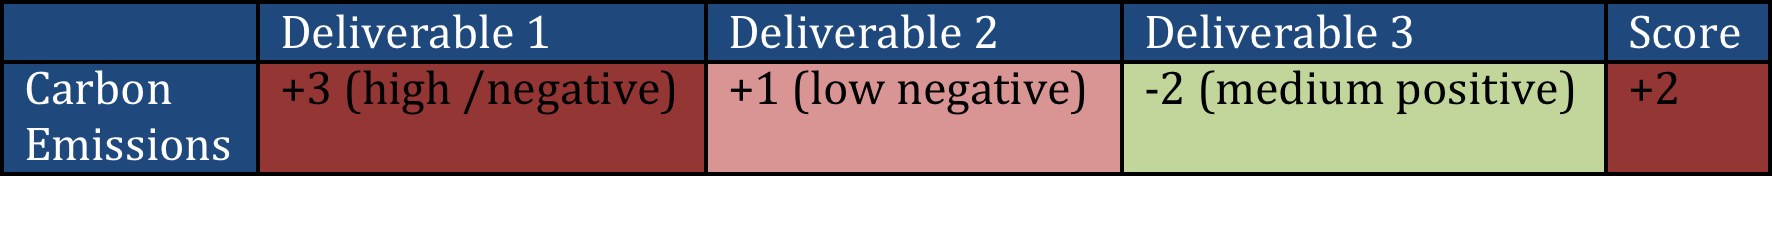 Deliverable 1 Deliverable 2 Deliverable 3 Score
Carbon +3 (high /negative) +1 (low negative) -2 (medium positive) +2
Emissions